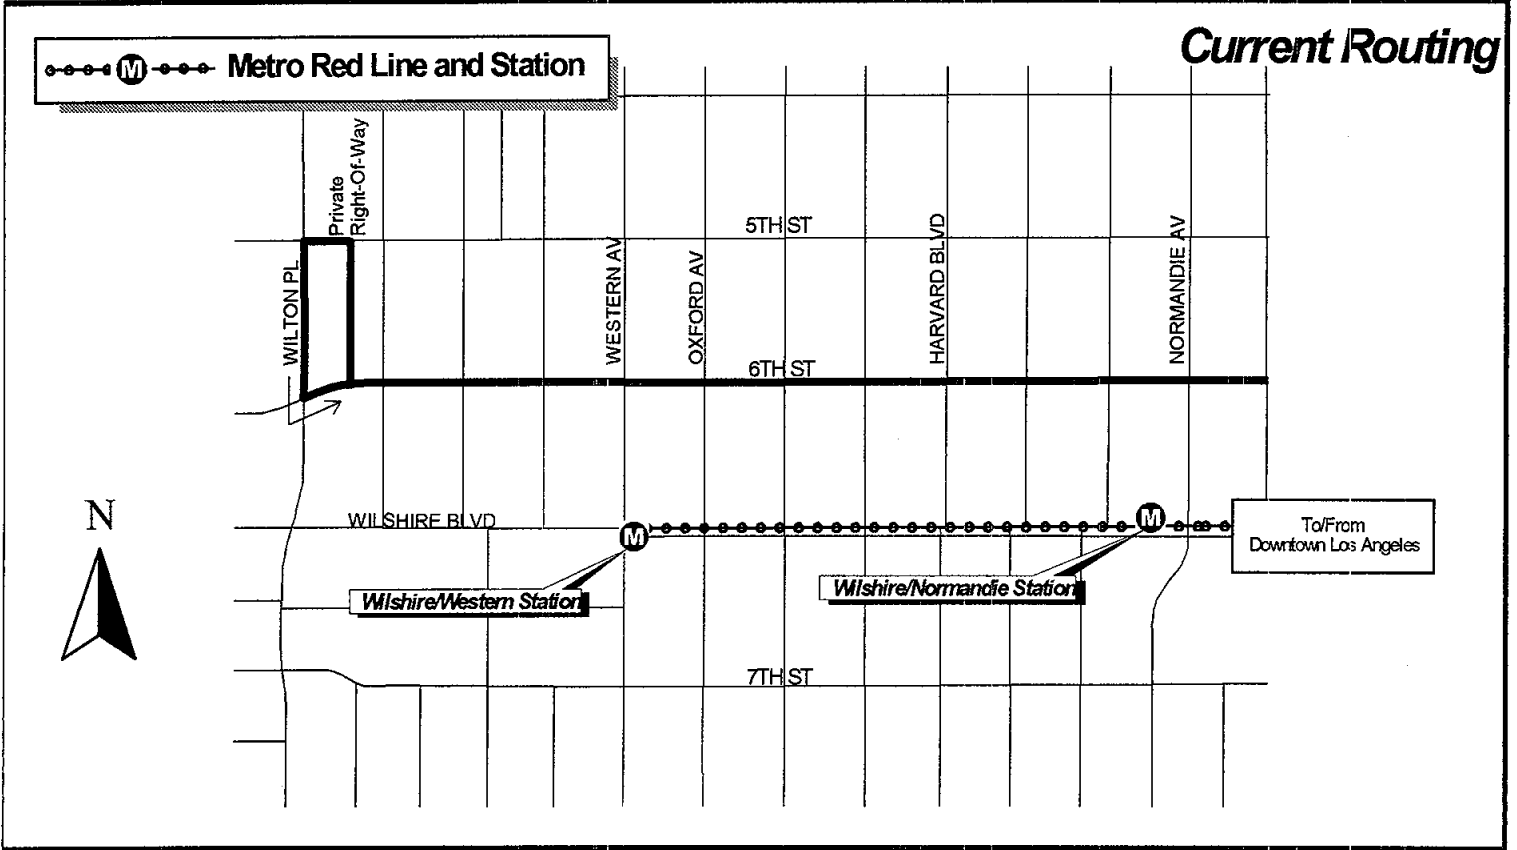 Current Routing
M Metro Red Line and Station
Private
Right-Of-Way
5TH ST
WILTON PL
WESTERN AV
OXFORD AV
HARVARD BLVD
NORMANDIE AV
6TH ST
N
WILSHIRE BLVD
M
M
To/From
Downtown Los Angeles
Wilshire/Western Station
Wilshire/Normandie Station
7TH ST